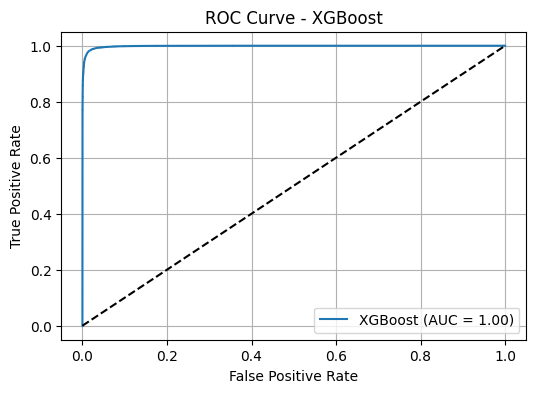 ROC Curve - XGBoost
True Positive Rate
1.0
0.8
0.6
0.4
0.2
0.0
XGBoost (AUC = 1.00)
0.0 0.2 0.4 0.6 0.8 1.0
False Positive Rate